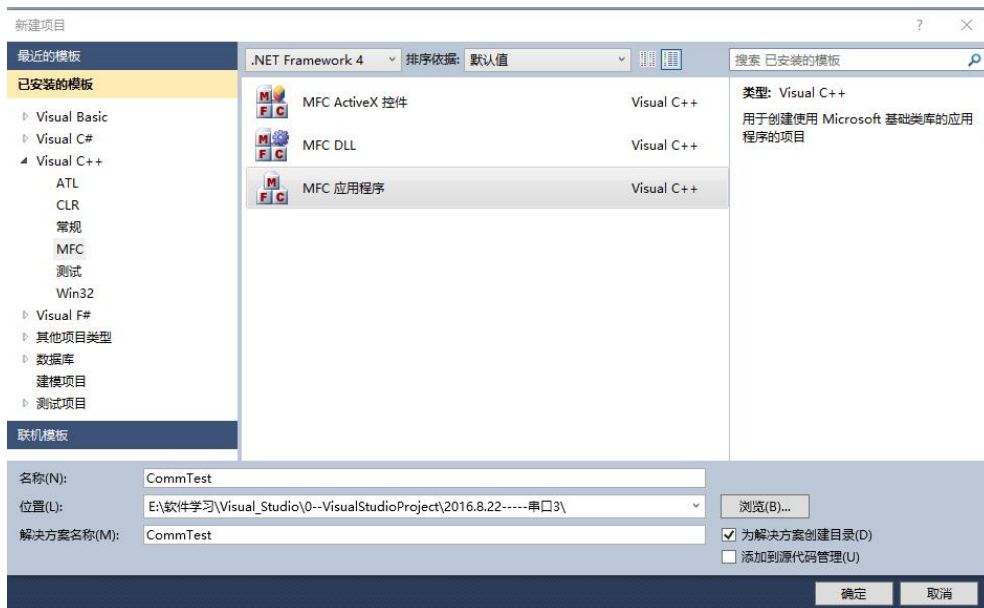 新建项目
最近的模板
已安装的模板
Visual Basic
Visual C#
Visual C++
ATL
CLR
常规
MFC
测试
Win32
Visual F#
其他项目类型
数据库
建模项目
测试项目
联机模板
.NET Framework 4 排序依据: 默认值
MFC ActiveX 控件 Visual C++
MFC DLL Visual C++
MFC 应用程序 Visual C++
搜索 已安装的模板
类型: Visual C++
用于创建使用 Microsoft 基础类库的应用
程序的项目
名称(N): CommTest
位置(L): E:\软件学习\Visual_Studio\0--VisualStudioProject\2016.8.22-----串口3\ 浏览(B)...
解决方案名称(M): CommTest
为解决方案创建目录(D)
添加到源代码管理(U)
确定 取消